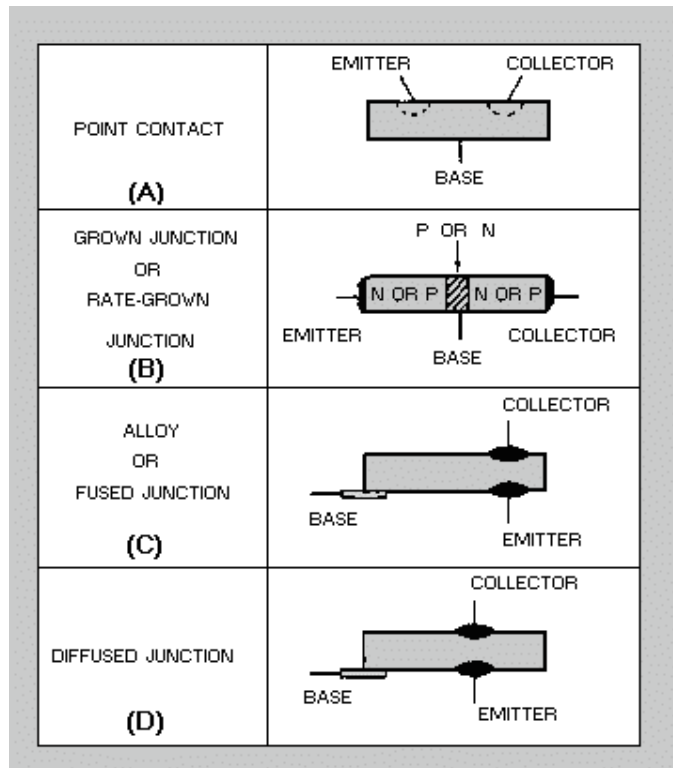 POINT CONTACT
(A)
EMITTER COLLECTOR
BASE
GROWN JUNCTION
OR
RATE-GROWN
JUNCTION
(B)
P OR N
N OR P N OR P
EMITTER COLLECTOR
BASE
ALLOY
OR
FUSED JUNCTION
(C)
COLLECTOR
BASE
EMITTER
DIFFUSED JUNCTION
(D)
COLLECTOR
BASE
EMITTER